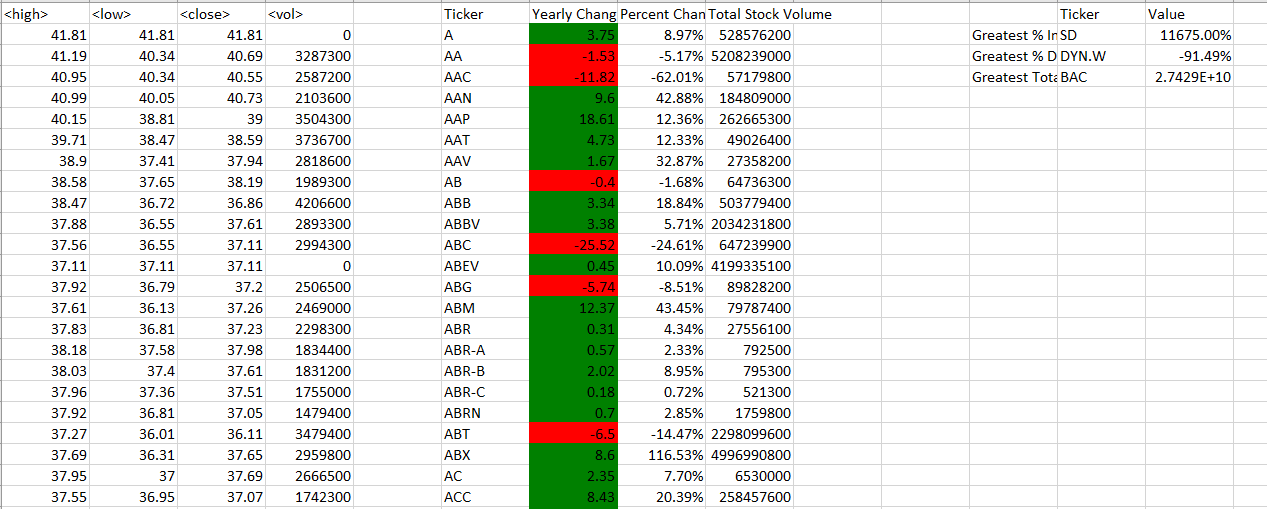 <high> <low> <close> <vol> Ticker Yearly Chang Percent Chan Total Stock Volume Ticker Value
41.81 41.81 41.81 0 A 3.75 8.97% 528576200 Greatest % In SD 11675.00%
41.19 40.34 40.69 3287300 AA -1.53 -5.17% 5208239000 Greatest % D DYN.W -91.49%
40.95 40.34 40.55 2587200 AAC -11.82 -62.01% 57179800 Greatest Tota BAC 2.7429E+10
40.99 40.05 40.73 2103600 AAN 9.6 42.88% 184809000
40.15 38.81 39 3504300 AAP 18.61 12.36% 262665300
39.71 38.47 38.59 3736700 AAT 4.73 12.33% 49026400
38.9 37.41 37.94 2818600 AAV 1.67 32.87% 27358200
38.58 37.65 38.19 1989300 AB -0.4 -1.68% 64736300
38.47 36.72 36.86 4206600 ABB 3.34 18.84% 503779400
37.88 36.55 37.61 2893300 ABBV 3.38 5.71% 2034231800
37.56 36.55 37.11 2994300 ABC -25.52 -24.61% 647239900
37.11 37.11 37.11 0 ABEV 0.45 10.09% 4199335100
37.92 36.79 37.2 2506500 ABG -5.74 -8.51% 89828200
37.61 36.13 37.26 2469000 ABM 12.37 43.45% 79787400
37.83 36.81 37.23 2298300 ABR 0.31 4.34% 27556100
38.18 37.58 37.98 1834400 ABR-A 0.57 2.33% 792500
38.03 37.4 37.61 1831200 ABR-B 2.02 8.95% 795300
37.96 37.36 37.51 1755000 ABR-C 0.18 0.72% 521300
37.92 36.81 37.05 1479400 ABRN 0.7 2.85% 1759800
37.27 36.01 36.11 3479400 ABT -6.5 -14.47% 2298099600
37.69 36.31 37.65 2959800 ABX 8.6 116.53% 4996990800
37.95 37 37.69 2666500 AC 2.35 7.70% 6530000
37.55 36.95 37.07 1742300 ACC 8.43 20.39% 258457600